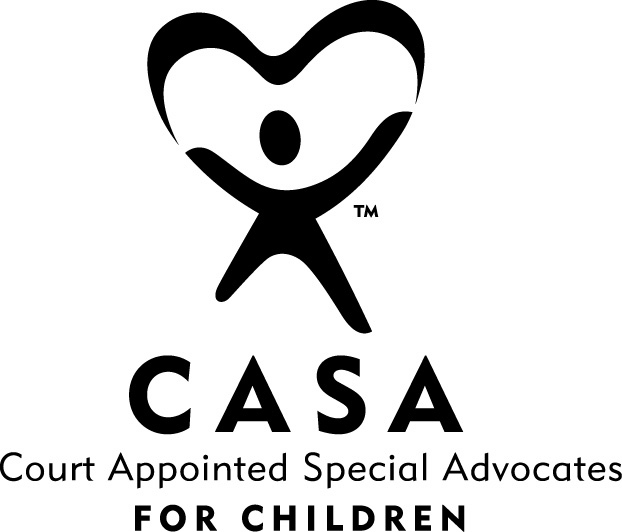 TM
CASA
Court Appointed Special Advocates
FOR CHILDREN